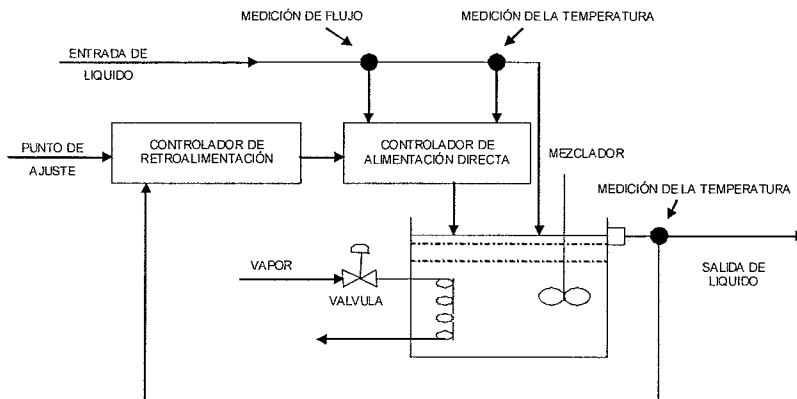 MEDICIÓN DE FLUJO
MEDICIÓN DE LA TEMPERATURA
ENTRADA DE
LIQUIDO
PUNTO DE
AJUSTE
CONTROLADOR DE
RETROALIMENTACIÓN
CONTROLADOR DE
ALIMENTACIÓN DIRECTA
MEZCLADOR
MEDICIÓN DE LA TEMPERATURA
VAPOR
VALVULA
SALIDA DE
LIQUIDO